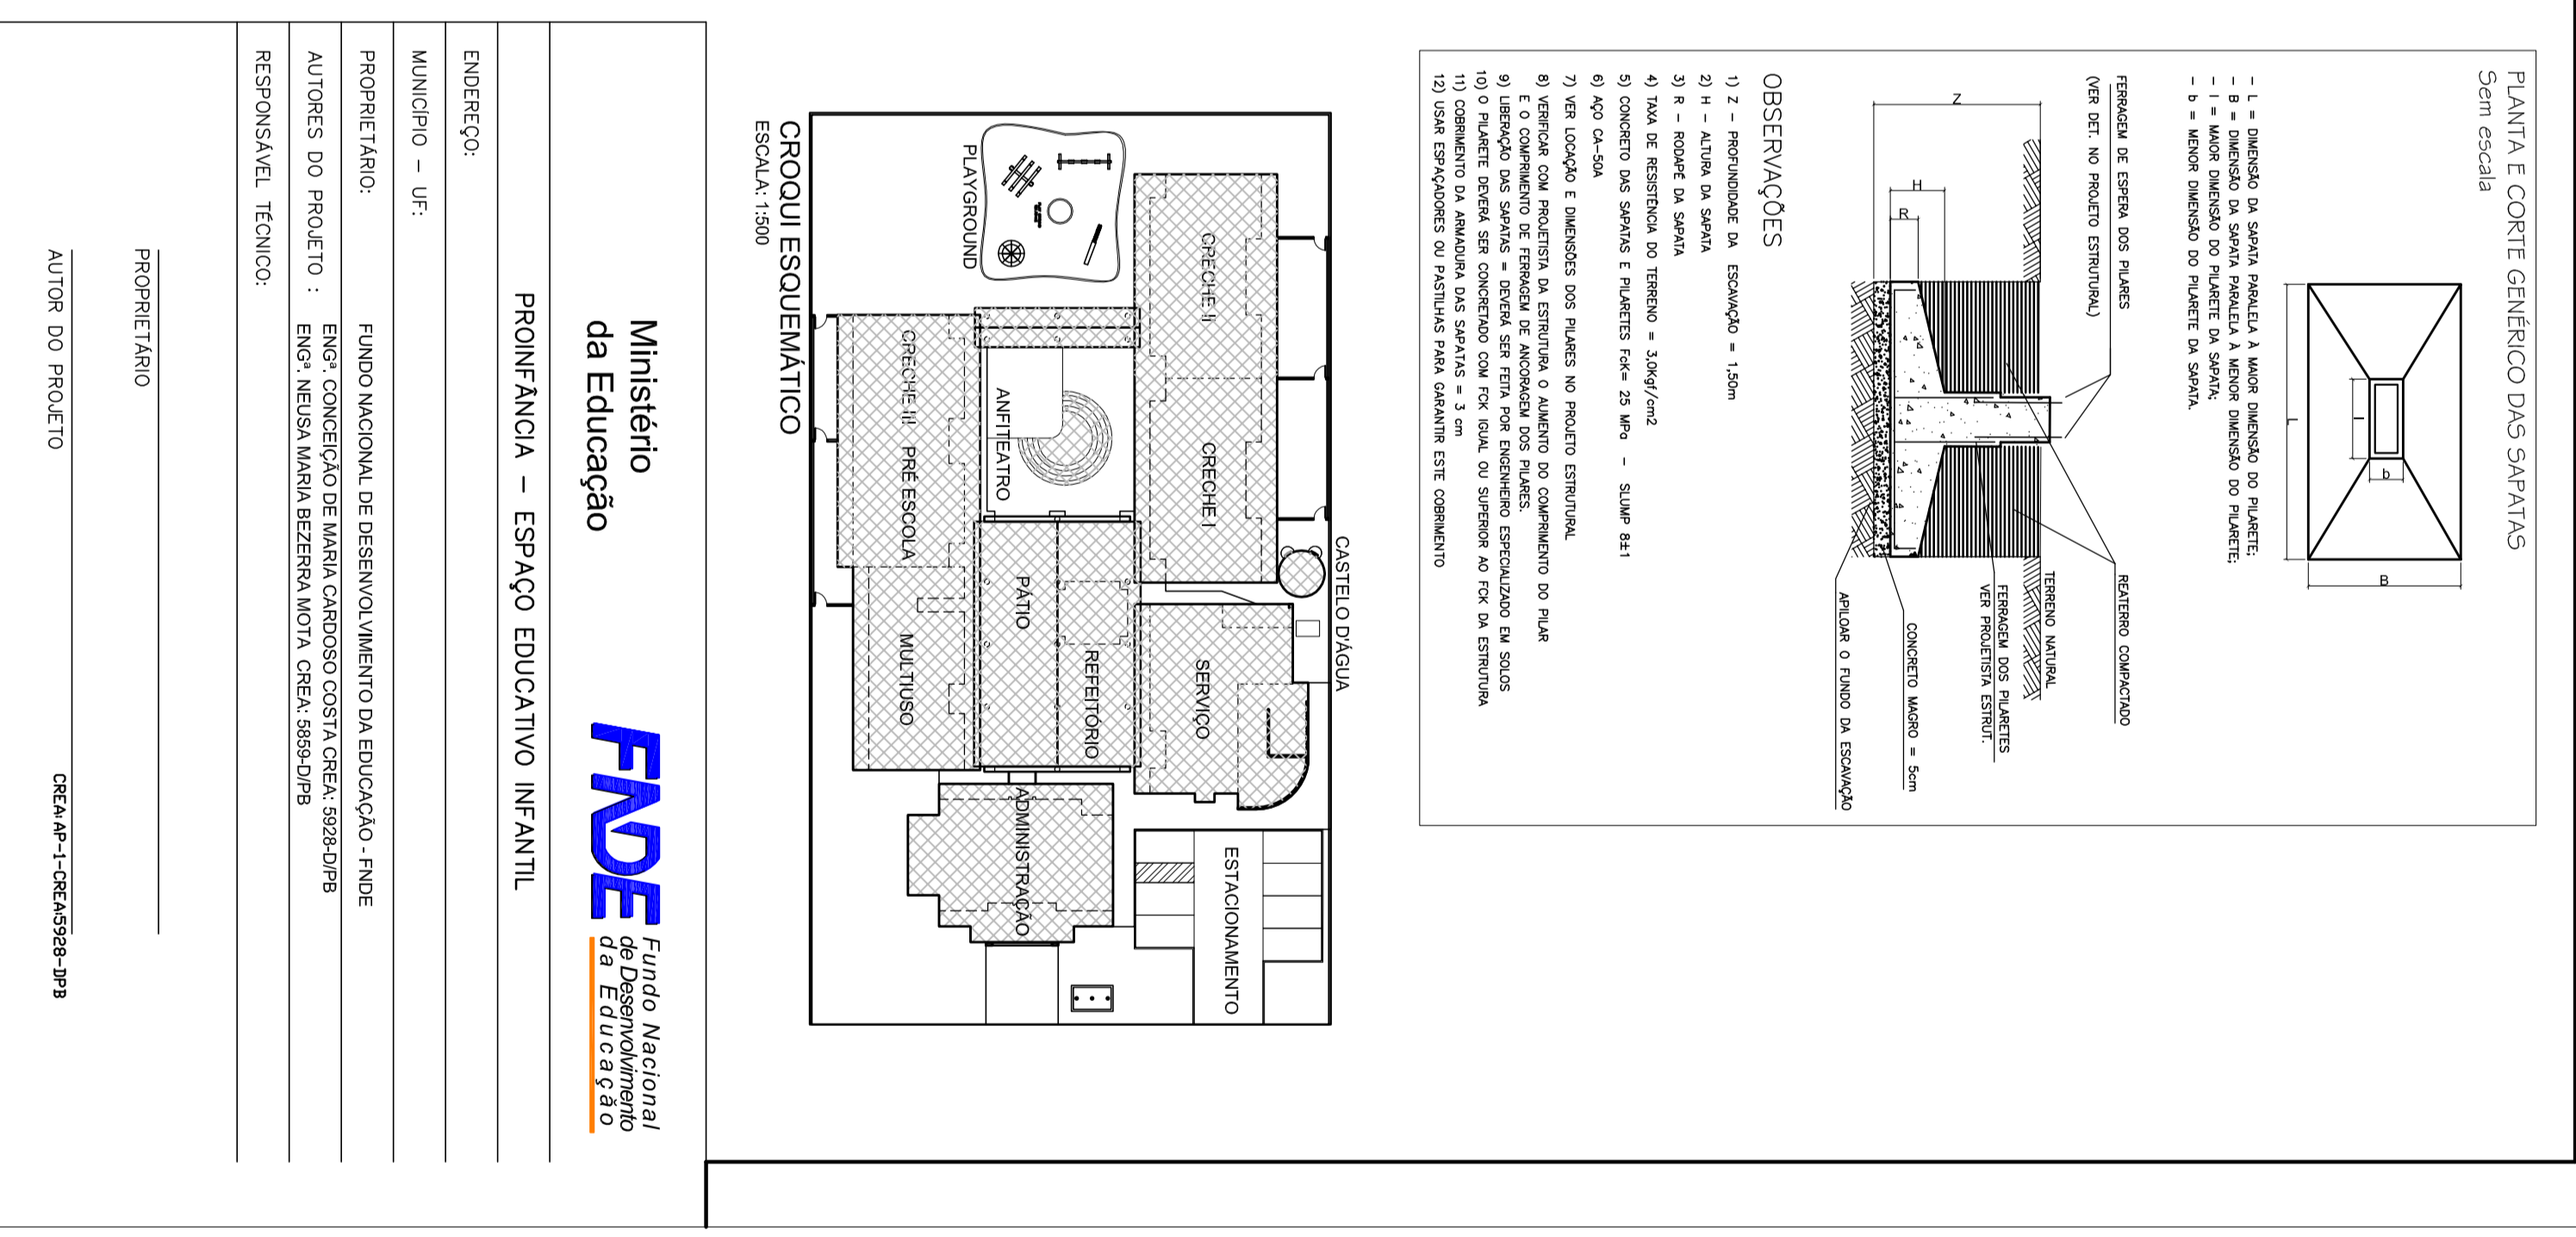 PLANTA E CORTE GENÉRICO DAS SAPATAS
Sem escala
L
B
l
b
- L = DIMENSÃO DA SAPATA PARALELA À MAIOR DIMENSÃO DO PILARETE;
- B = DIMENSÃO DA SAPATA PARALELA À MENOR DIMENSÃO DO PILARETE;
- l = MAIOR DIMENSÃO DO PILARETE DA SAPATA;
- b = MENOR DIMENSÃO DO PILARETE DA SAPATA.
FERRAGEM DE ESPERA DOS PILARES
(VER DET. NO PROJETO ESTRUTURAL)
REATERRO COMPACTADO
TERRENO NATURAL
FERRAGEM DOS PILARETES
VER PROJETISTA ESTRUT.
CONCRETO MAGRO = 5cm
APILOAR O FUNDO DA ESCAVAÇÃO
Z
H
R
OBSERVAÇÕES
1) Z - PROFUNDIDADE DA ESCAVAÇÃO = 1,50m
2) H - ALTURA DA SAPATA
3) R - RODAPÉ DA SAPATA
4) TAXA DE RESISTÊNCIA DO TERRENO = 3,0Kgf/cm2
5) CONCRETO DAS SAPATAS E PILARETES FcK= 25 MPa - SLUMP 8±1
6) AÇO CA-50A
7) VER LOCAÇÃO E DIMENSÕES DOS PILARES NO PROJETO ESTRUTURAL
8) VERIFICAR COM PROJETISTA DA ESTRUTURA O AUMENTO DO COMPRIMENTO DO PILAR
E O COMPRIMENTO DE FERRAGEM DE ANCORAGEM DOS PILARES.
9) LIBERAÇÃO DAS SAPATAS = DEVERÁ SER FEITA POR ENGENHEIRO ESPECIALIZADO EM SOLOS
10) O PILARETE DEVERÁ SER CONCRETADO COM FCK IGUAL OU SUPERIOR AO FCK DA ESTRUTURA
11) COBRIMENTO DA ARMADURA DAS SAPATAS = 3 cm
12) USAR ESPAÇADORES OU PASTILHAS PARA GARANTIR ESTE COBRIMENTO
CASTELO D'ÁGUA
CRECHE II
CRECHE I
SERVIÇO
ESTACIONAMENTO
PLAYGROUND
ANFITEATRO
PÁTIO
REFEITÓRIO
ADMINISTRAÇÃO
CRECHE III
PRÉ ESCOLA
MULTIUSO
CROQUI ESQUEMÁTICO
ESCALA: 1:500
Ministério
da Educação
FNDE
Fundo Nacional
de Desenvolvimento
da Educação
PROINFÂNCIA - ESPAÇO EDUCATIVO INFANTIL
ENDEREÇO:
MUNICÍPIO - UF:
PROPRIETÁRIO: FUNDO NACIONAL DE DESENVOLVIMENTO DA EDUCAÇÃO - FNDE
AUTORES DO PROJETO : ENGª. CONCEIÇÃO DE MARIA CARDOSO COSTA CREA: 5928-D/PB
ENGª. NEUSA MARIA BEZERRA MOTA CREA: 5859-D/PB
RESPONSÁVEL TÉCNICO:
PROPRIETÁRIO
AUTOR DO PROJETO
CREA:AP-1-CREA:5928-DPB